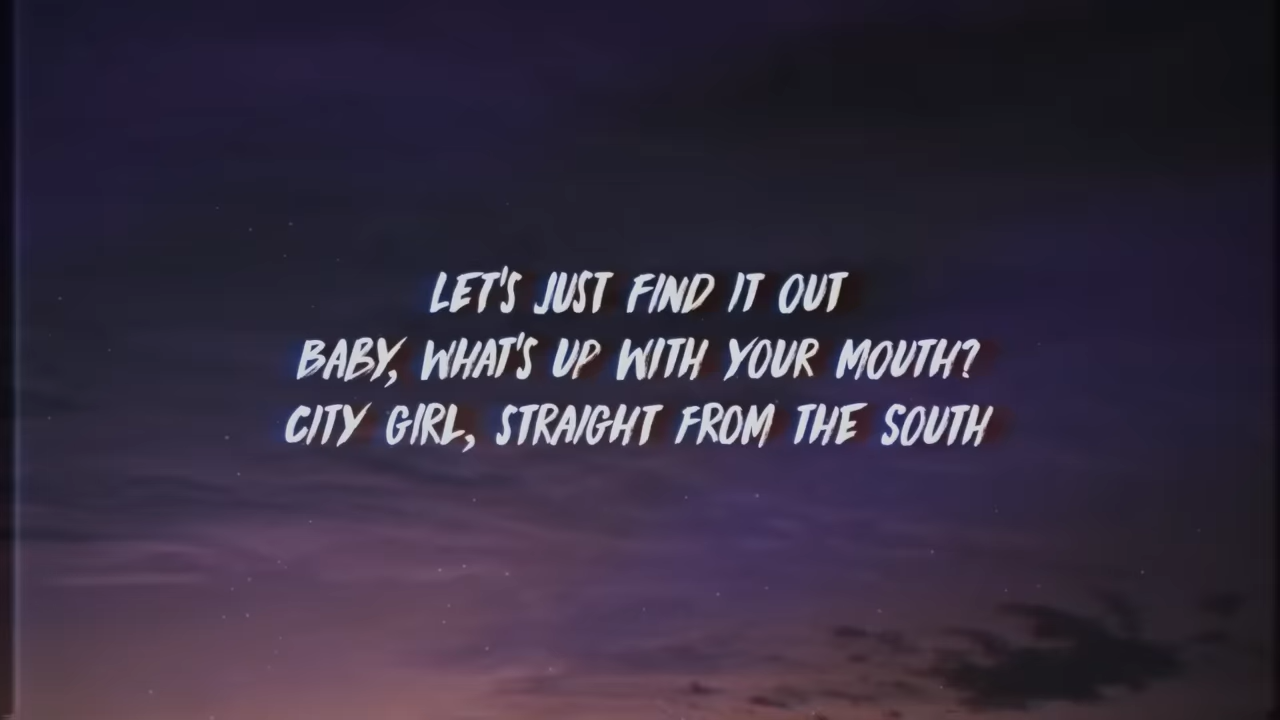 LET'S JUST FIND IT OUT
BABY, WHAT'S UP WITH YOUR MOUTH?
CITY GIRL, STRAIGHT FROM THE SOUTH